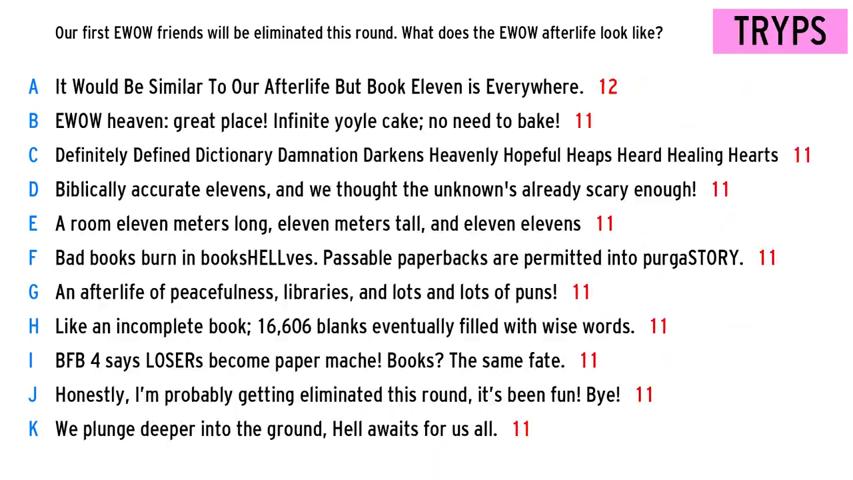 Our first EWOW friends will be eliminated this round. What does the EWOW afterlife look like?
TRYPS
A It Would Be Similar To Our Afterlife But Book Eleven is Everywhere. 12
B EWOW heaven: great place! Infinite yoyle cake; no need to bake! 11
C Definitely Defined Dictionary Damnation Darkens Heavenly Hopeful Heaps Heard Healing Hearts 11
D Biblically accurate elevens, and we thought the unknown's already scary enough! 11
E A room eleven meters long, eleven meters tall, and eleven elevens 11
F Bad books burn in booksHELLves. Passable paperbacks are permitted into purgaSTORY. 11
G An afterlife of peacefulness, libraries, and lots and lots of puns! 11
H Like an incomplete book; 16,606 blanks eventually filled with wise words. 11
I BFB 4 says LOSERs become paper mache! Books? The same fate. 11
J Honestly, I'm probably getting eliminated this round, it's been fun! Bye! 11
K We plunge deeper into the ground, Hell awaits for us all. 11